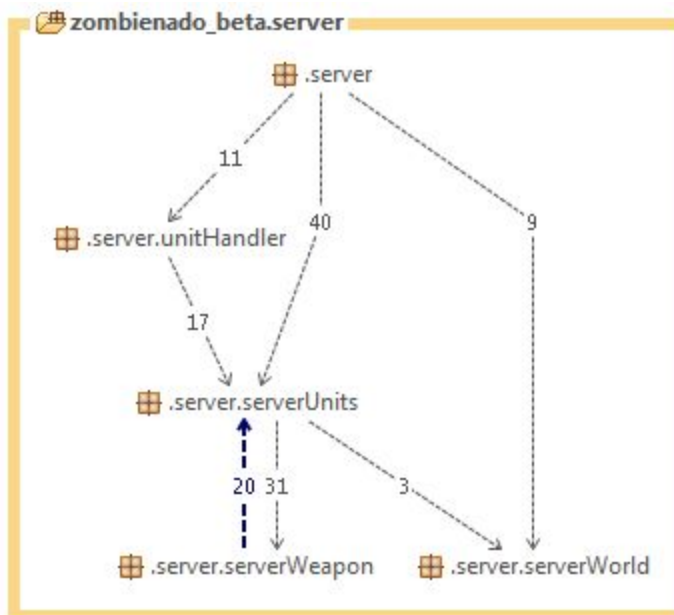 zombienado_beta.server
.server
11
.server.unitHandler
40
9
17
.server.serverUnits
20
31
3
.server.serverWeapon
.server.serverWorld